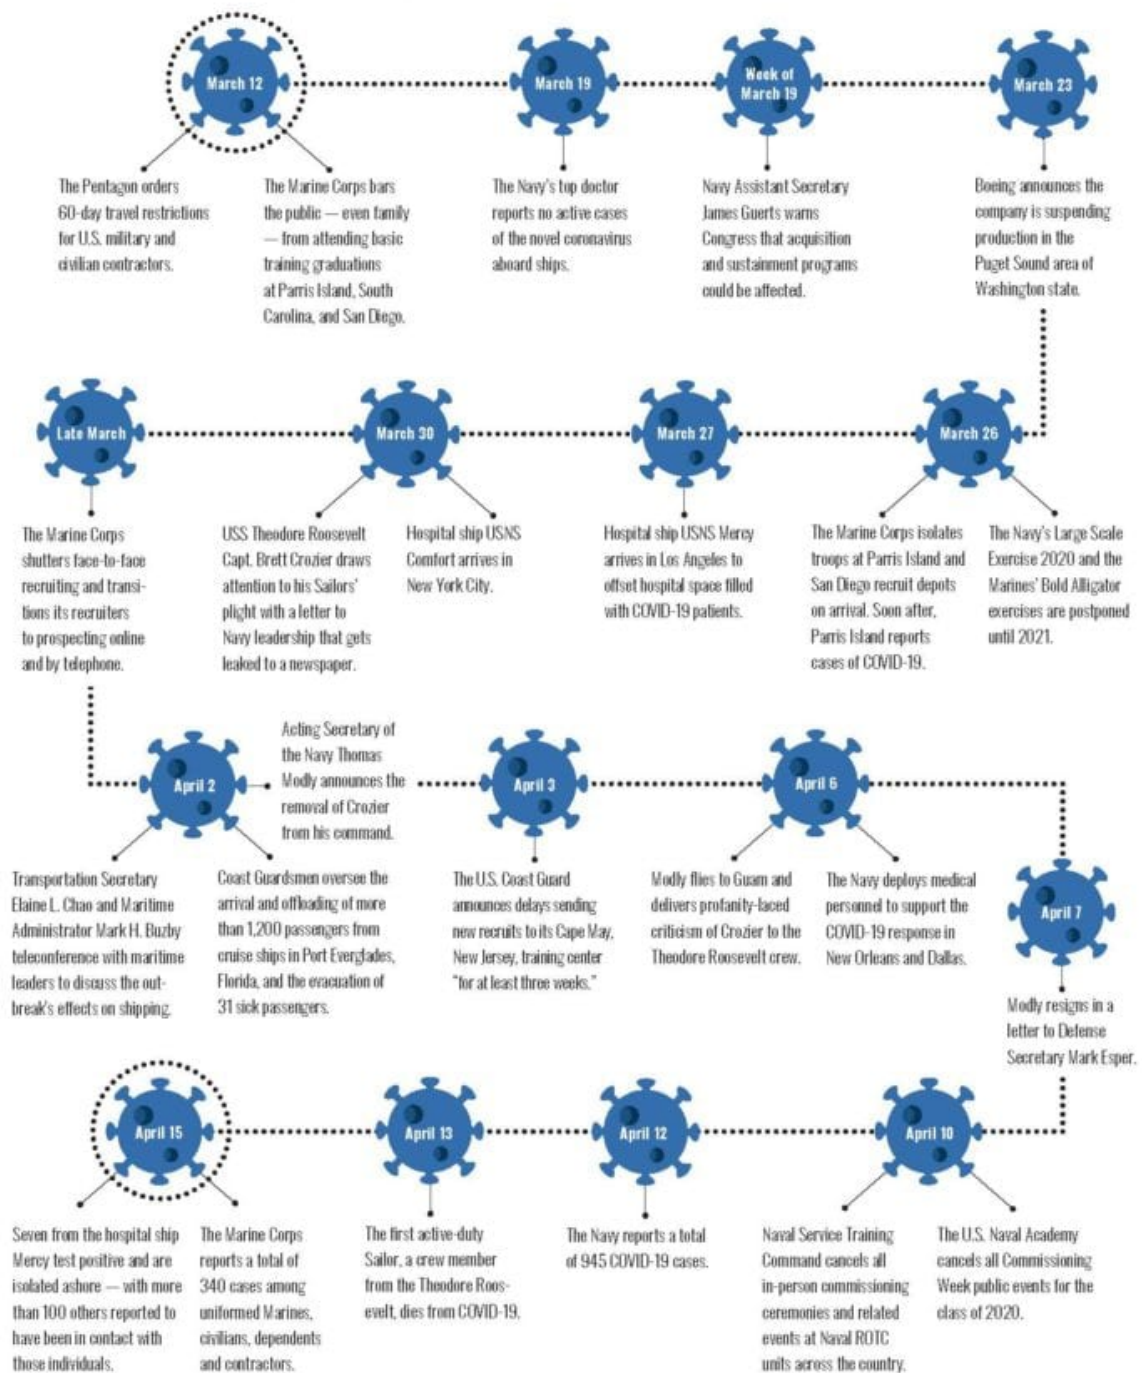 March 12
The Pentagon orders
60-day travel restrictions
for U.S. military and
civilian contractors.
The Marine Corps bars
the public — even family
— from attending basic
training graduations
at Parris Island, South
Carolina, and San Diego.
March 19
The Navy's top doctor
reports no active cases
of the novel coronavirus
aboard ships.
Week of
March 19
Navy Assistant Secretary
James Guerts warns
Congress that acquisition
and sustainment programs
could be affected.
March 23
Boeing announces the
company is suspending
production in the
Puget Sound area of
Washington state.
March 26
The Marine Corps isolates
troops at Parris Island and
San Diego recruit depots
on arrival. Soon after,
Parris Island reports
cases of COVID-19.
The Navy's Large Scale
Exercise 2020 and the
Marines' Bold Alligator
exercises are postponed
until 2021.
March 27
Hospital ship USNS Mercy
arrives in Los Angeles to
offset hospital space filled
with COVID-19 patients.
March 30
USS Theodore Roosevelt
Capt. Brett Crozier draws
attention to his Sailors'
plight with a letter to
Navy leadership that gets
leaked to a newspaper.
Hospital ship USNS
Comfort arrives in
New York City.
Late March
The Marine Corps
shutters face-to-face
recruiting and transi-
tions its recruiters
to prospecting online
and by telephone.
April 2
Acting Secretary of
the Navy Thomas
Modly announces the
removal of Crozier
from his command.
Transportation Secretary
Elaine L. Chao and Maritime
Administrator Mark H. Buzby
teleconference with maritime
leaders to discuss the out-
break's effects on shipping.
Coast Guardsmen oversee the
arrival and offloading of more
than 1,200 passengers from
cruise ships in Port Everglades,
Florida, and the evacuation of
31 sick passengers.
April 3
The U.S. Coast Guard
announces delays sending
new recruits to its Cape May,
New Jersey, training center
"for at least three weeks."
April 6
Modly flies to Guam and
delivers profanity-laced
criticism of Crozier to the
Theodore Roosevelt crew.
The Navy deploys medical
personnel to support the
COVID-19 response in
New Orleans and Dallas.
April 7
Modly resigns in a
letter to Defense
Secretary Mark Esper.
April 10
Naval Service Training
Command cancels all
in-person commissioning
ceremonies and related
events at Naval ROTC
units across the country.
The U.S. Naval Academy
cancels all Commissioning
Week public events for the
class of 2020.
April 12
The Navy reports a total
of 945 COVID-19 cases.
April 13
The first active-duty
Sailor, a crew member
from the Theodore Roos-
evelt, dies from COVID-19.
April 15
Seven from the hospital ship
Mercy test positive and are
isolated ashore — with more
than 100 others reported to
have been in contact with
those individuals.
The Marine Corps
reports a total of
340 cases among
uniformed Marines,
civilians, dependents
and contractors.